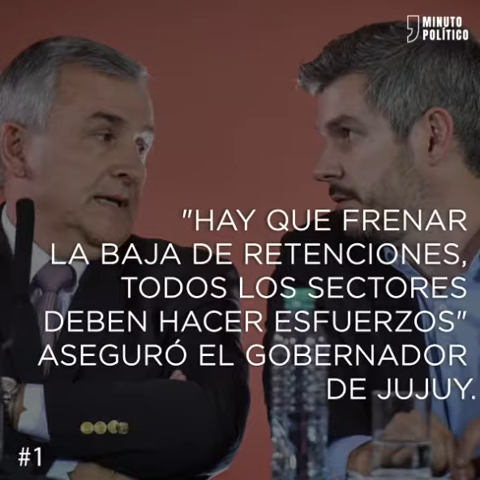 MINUTO
POLÍTICO
"HAY QUE FRENAR
LA BAJA DE RETENCIONES,
TODOS LOS SECTORES
DEBEN HACER ESFUERZOS"
ASEGURÓ EL GOBERNADOR
DE JUJUY.
#1